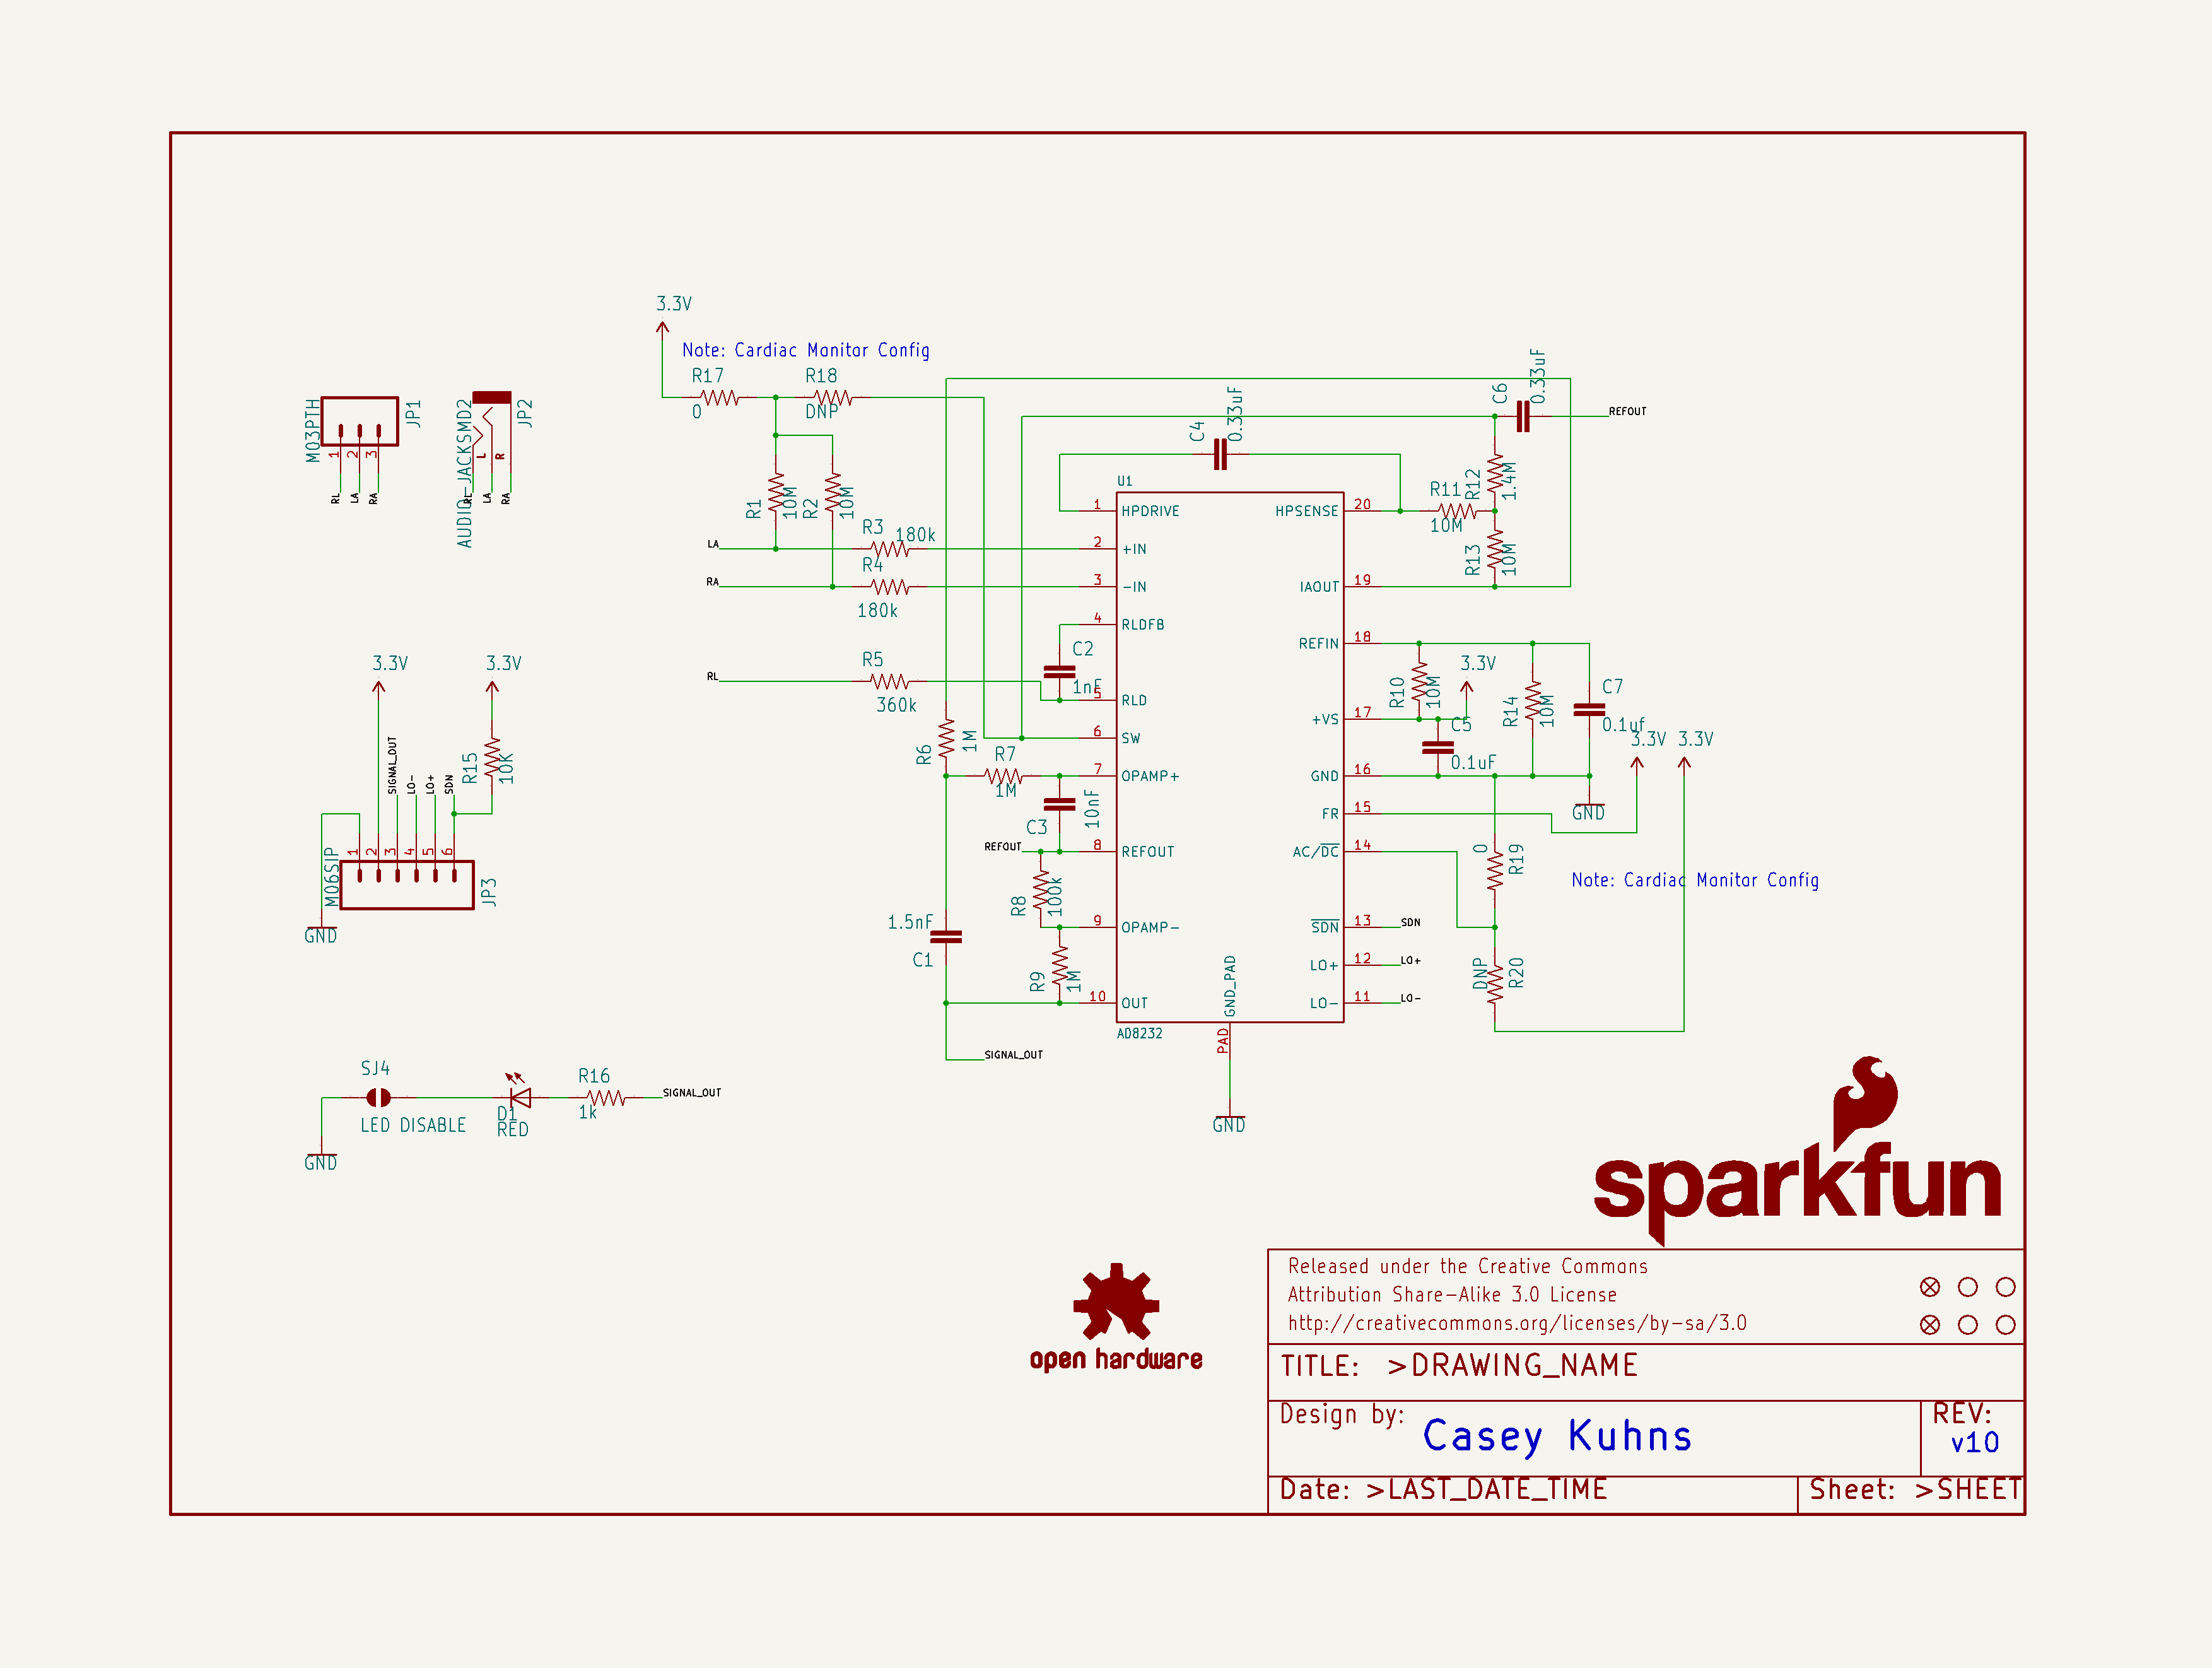 3.3V
Note: Cardiac Monitor Config
R17
0
R18
DNP
M03PTH
JP1
1
2
3
RL
LA
RA
AUDIO-JACKSMD2
JP2
L
R
RL
LA
RA
R1
10M
R2
10M
LA
R3
180k
RA
R4
180k
RL
R5
360k
C4
0.33uF
C6
0.33uF
REFOUT
R11
10M
R12
1.4M
R13
10M
U1
1
HPDRIVE
2
+IN
3
-IN
4
RLDFB
5
RLD
6
SW
7
OPAMP+
8
REFOUT
9
OPAMP-
10
OUT
20
HPSENSE
19
IAOUT
18
REFIN
17
+VS
16
GND
15
FR
14
AC/DC
13
SDN
12
LO+
11
LO-
GND_PAD
PAD
AD8232
GND
C2
1nF
R6
1M
R7
1M
C3
10nF
REFOUT
R8
100k
R9
1M
1.5nF
C1
SIGNAL_OUT
R10
10M
3.3V
C5
0.1uF
R14
10M
C7
0.1uf
3.3V
3.3V
GND
0
R19
Note: Cardiac Monitor Config
DNP
R20
SDN
LO+
LO-
3.3V
3.3V
SIGNAL_OUT
LO-
LO+
SDN
R15
10K
M06SIP
1
2
3
4
5
6
JP3
GND
SJ4
LED DISABLE
D1
RED
R16
1k
SIGNAL_OUT
GND
sparkfun
open hardware
Released under the Creative Commons
Attribution Share-Alike 3.0 License
http://creativecommons.org/licenses/by-sa/3.0
TITLE: >DRAWING_NAME
Design by: Casey Kuhns
REV:
v10
Date: >LAST_DATE_TIME
Sheet: >SHEET